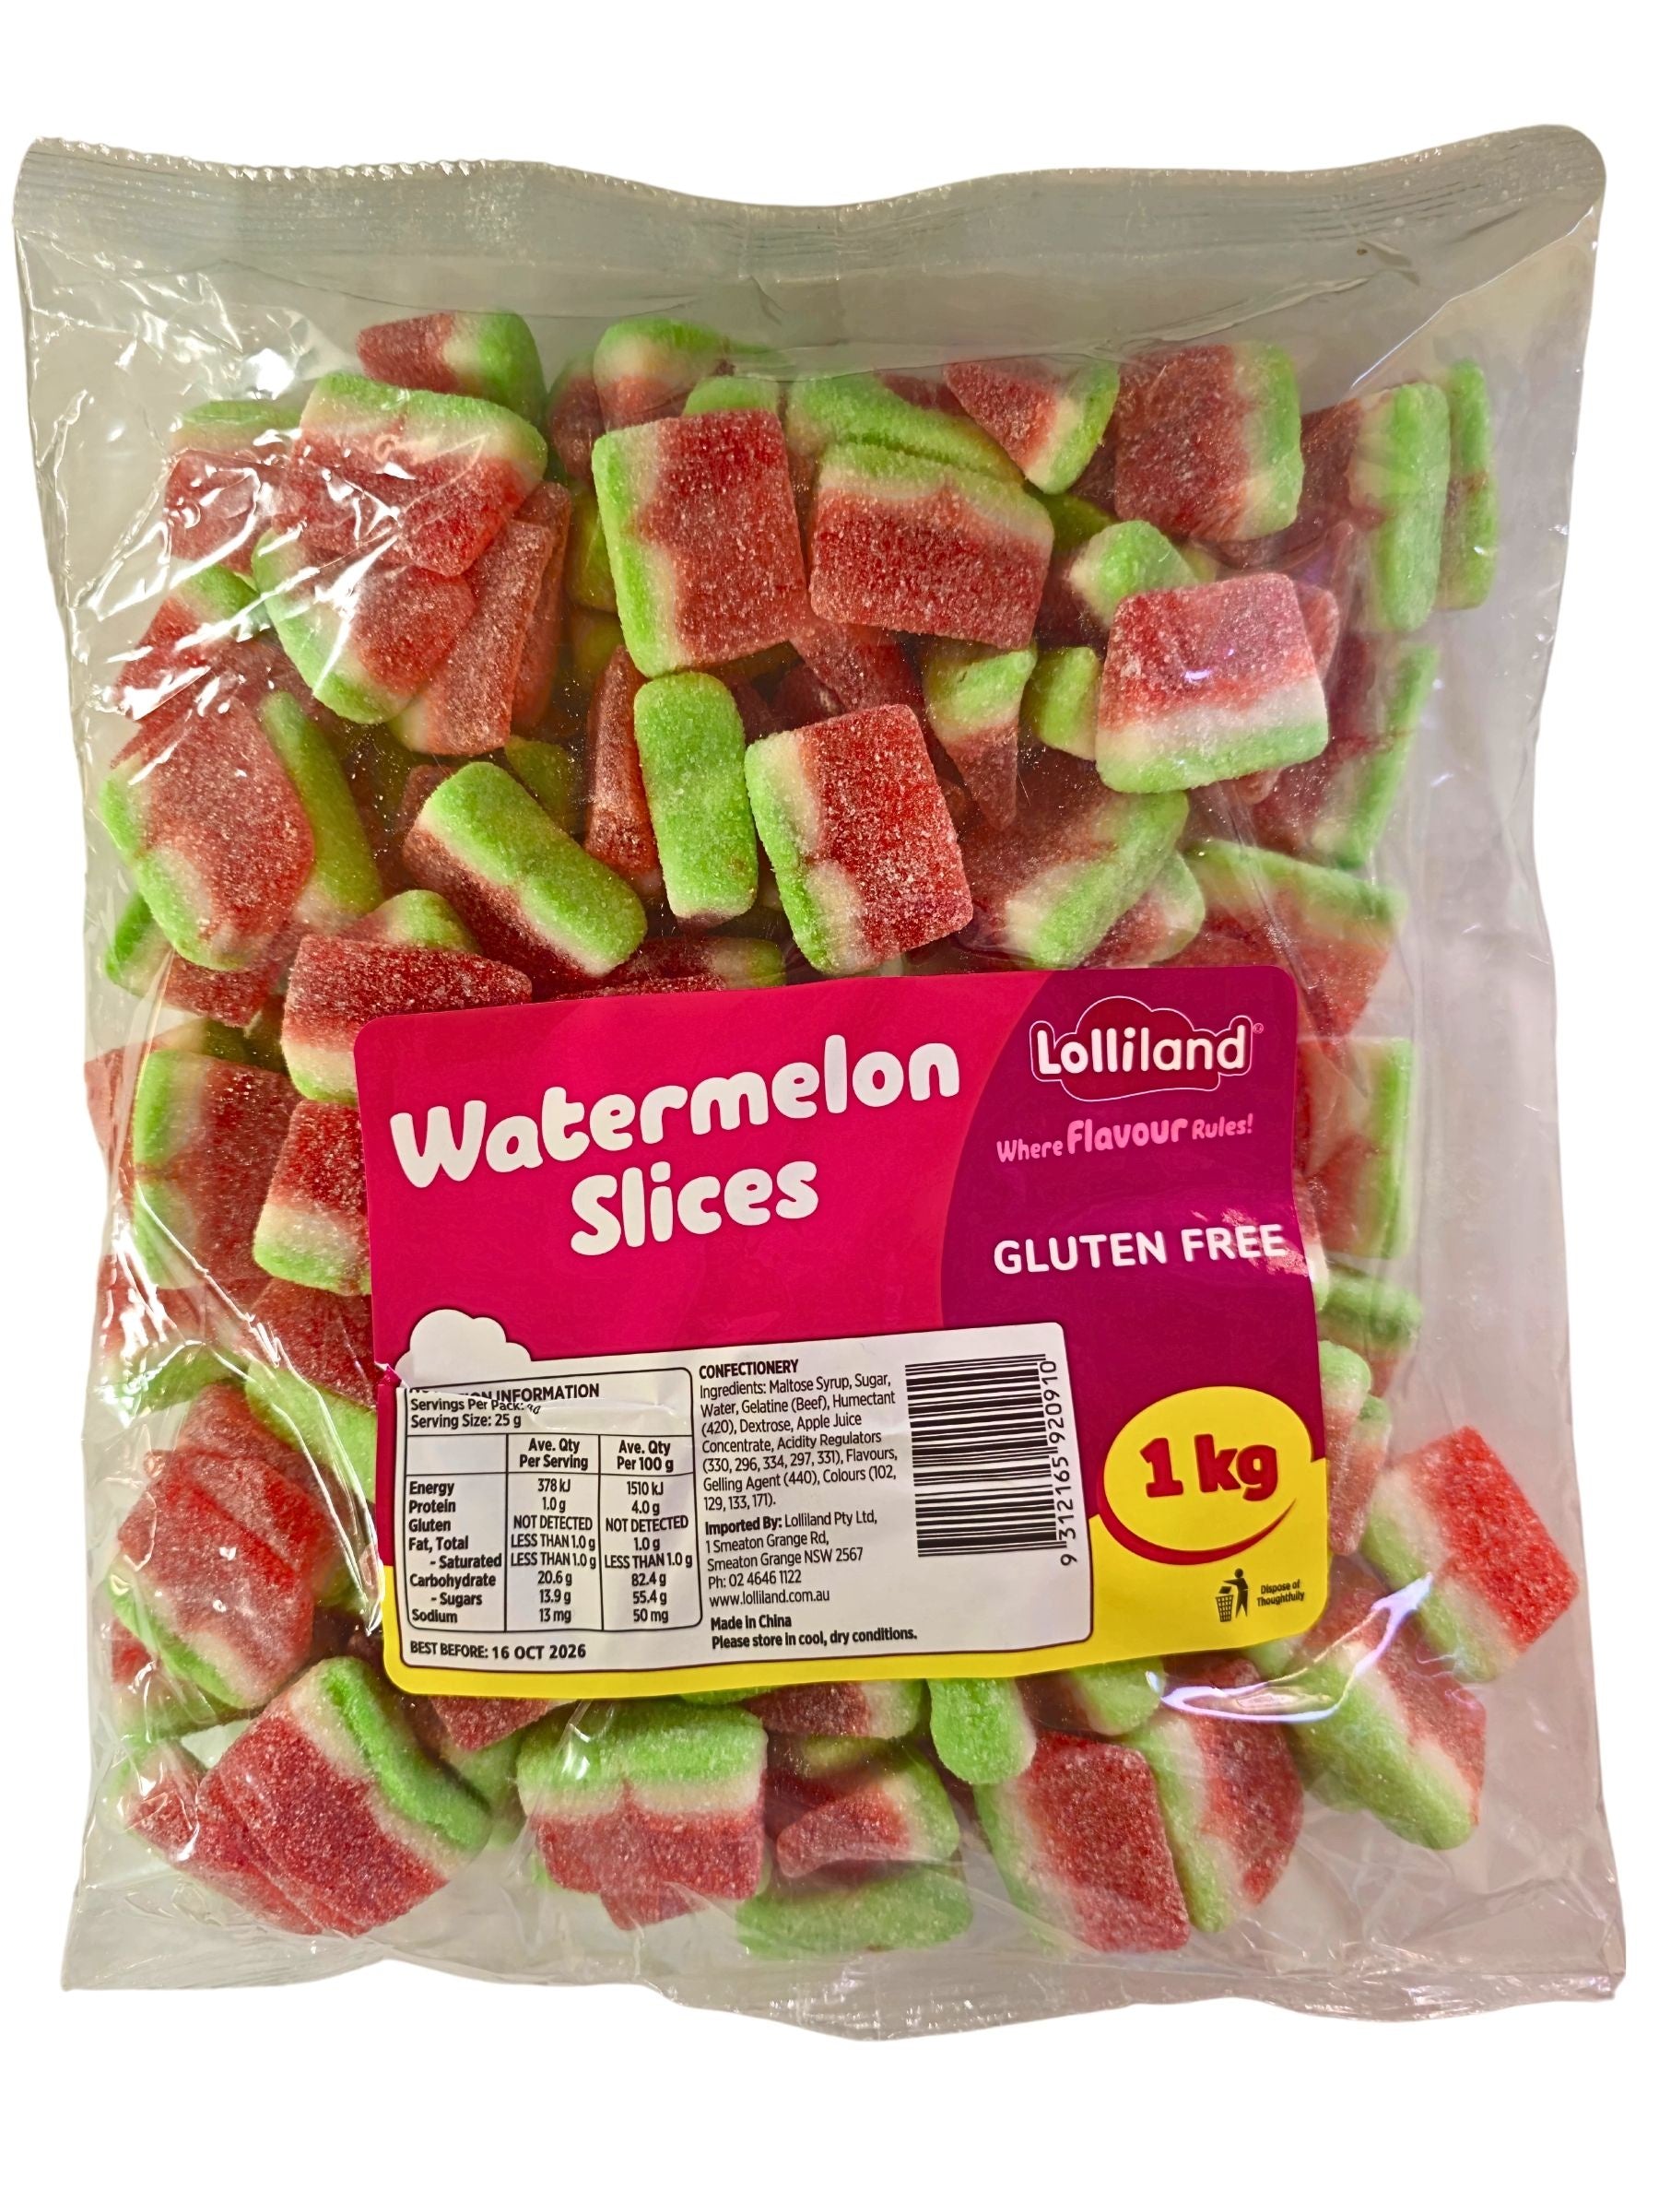 Watermelon
Slices
Lolliland
Where Flavour Rules!
GLUTEN FREE
INFORMATION
Servings Per Pack:
Serving Size: 25 g
Ave. Qty Per Serving Ave. Qty Per 100 g
Energy 378 kJ 1510 kJ
Protein 1.0 g 4.0 g
Gluten NOT DETECTED NOT DETECTED
Fat, Total LESS THAN 1.0 g 1.0 g
- Saturated LESS THAN 1.0 g LESS THAN 1.0 g
Carbohydrate 20.6 g 82.4 g
- Sugars 13.9 g 55.4 g
Sodium 13 mg 50 mg
BEST BEFORE: 16 OCT 2026
CONFECTIONERY
Ingredients: Maltose Syrup, Sugar,
Water, Gelatine (Beef), Humectant
(420), Dextrose, Apple Juice
Concentrate, Acidity Regulators
(330, 296, 334, 297, 331), Flavours,
Gelling Agent (440), Colours (102,
129, 133, 171).
Imported By: Lolliland Pty Ltd,
1 Smeaton Grange Rd,
Smeaton Grange NSW 2567
Ph: 02 4646 1122
www.lolliland.com.au
Made in China
Please store in cool, dry conditions.
9 312165 920910
1 kg
Dispose of
Thoughtfully